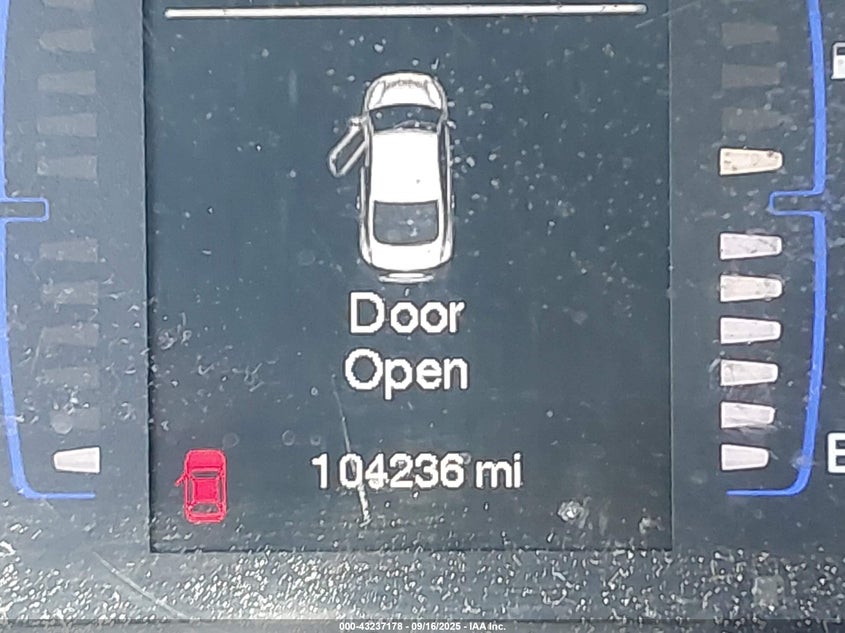 Door
Open
104236 mi
E
000-43237178 - 09/16/2025 - IAA Inc.